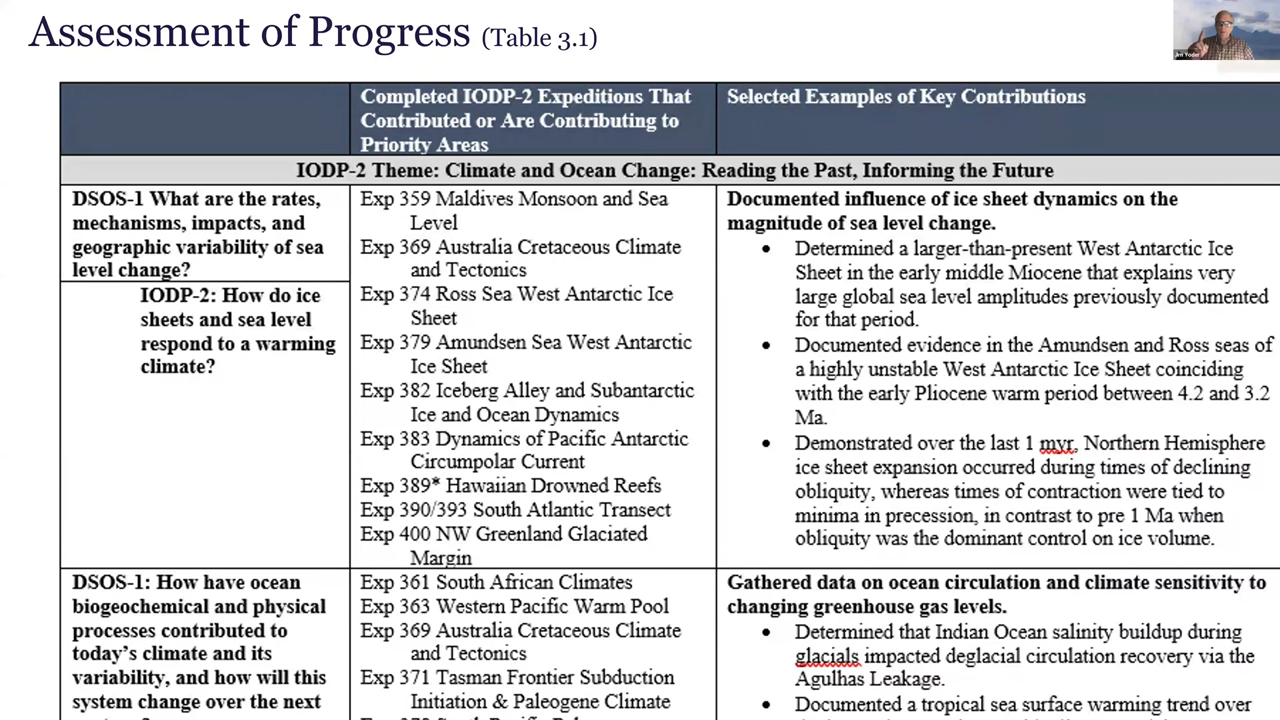 Assessment of Progress (Table 3.1)
Jim Yoder
Completed IODP-2 Expeditions That
Contributed or Are Contributing to
Priority Areas
Selected Examples of Key Contributions
IODP-2 Theme: Climate and Ocean Change: Reading the Past, Informing the Future
DSOS-1 What are the rates,
mechanisms, impacts, and
geographic variability of sea
level change?
IODP-2: How do ice
sheets and sea level
respond to a warming
climate?
Exp 359 Maldives Monsoon and Sea
Level
Exp 369 Australia Cretaceous Climate
and Tectonics
Exp 374 Ross Sea West Antarctic Ice
Sheet
Exp 379 Amundsen Sea West Antarctic
Ice Sheet
Exp 382 Iceberg Alley and Subantarctic
Ice and Ocean Dynamics
Exp 383 Dynamics of Pacific Antarctic
Circumpolar Current
Exp 389* Hawaiian Drowned Reefs
Exp 390/393 South Atlantic Transect
Exp 400 NW Greenland Glaciated
Margin
Documented influence of ice sheet dynamics on the
magnitude of sea level change.
• Determined a larger-than-present West Antarctic Ice
Sheet in the early middle Miocene that explains very
large global sea level amplitudes previously documented
for that period.
• Documented evidence in the Amundsen and Ross seas of
a highly unstable West Antarctic Ice Sheet coinciding
with the early Pliocene warm period between 4.2 and 3.2
Ma.
• Demonstrated over the last 1 myr, Northern Hemisphere
ice sheet expansion occurred during times of declining
obliquity, whereas times of contraction were tied to
minima in precession, in contrast to pre 1 Ma when
obliquity was the dominant control on ice volume.
DSOS-1: How have ocean
biogeochemical and physical
processes contributed to
today's climate and its
variability, and how will this
system change over the next
Exp 361 South African Climates
Exp 363 Western Pacific Warm Pool
Exp 369 Australia Cretaceous Climate
and Tectonics
Exp 371 Tasman Frontier Subduction
Initiation & Paleogene Climate
Gathered data on ocean circulation and climate sensitivity to
changing greenhouse gas levels.
• Determined that Indian Ocean salinity buildup during
glacials impacted deglacial circulation recovery via the
Agulhas Leakage.
• Documented a tropical sea surface warming trend over